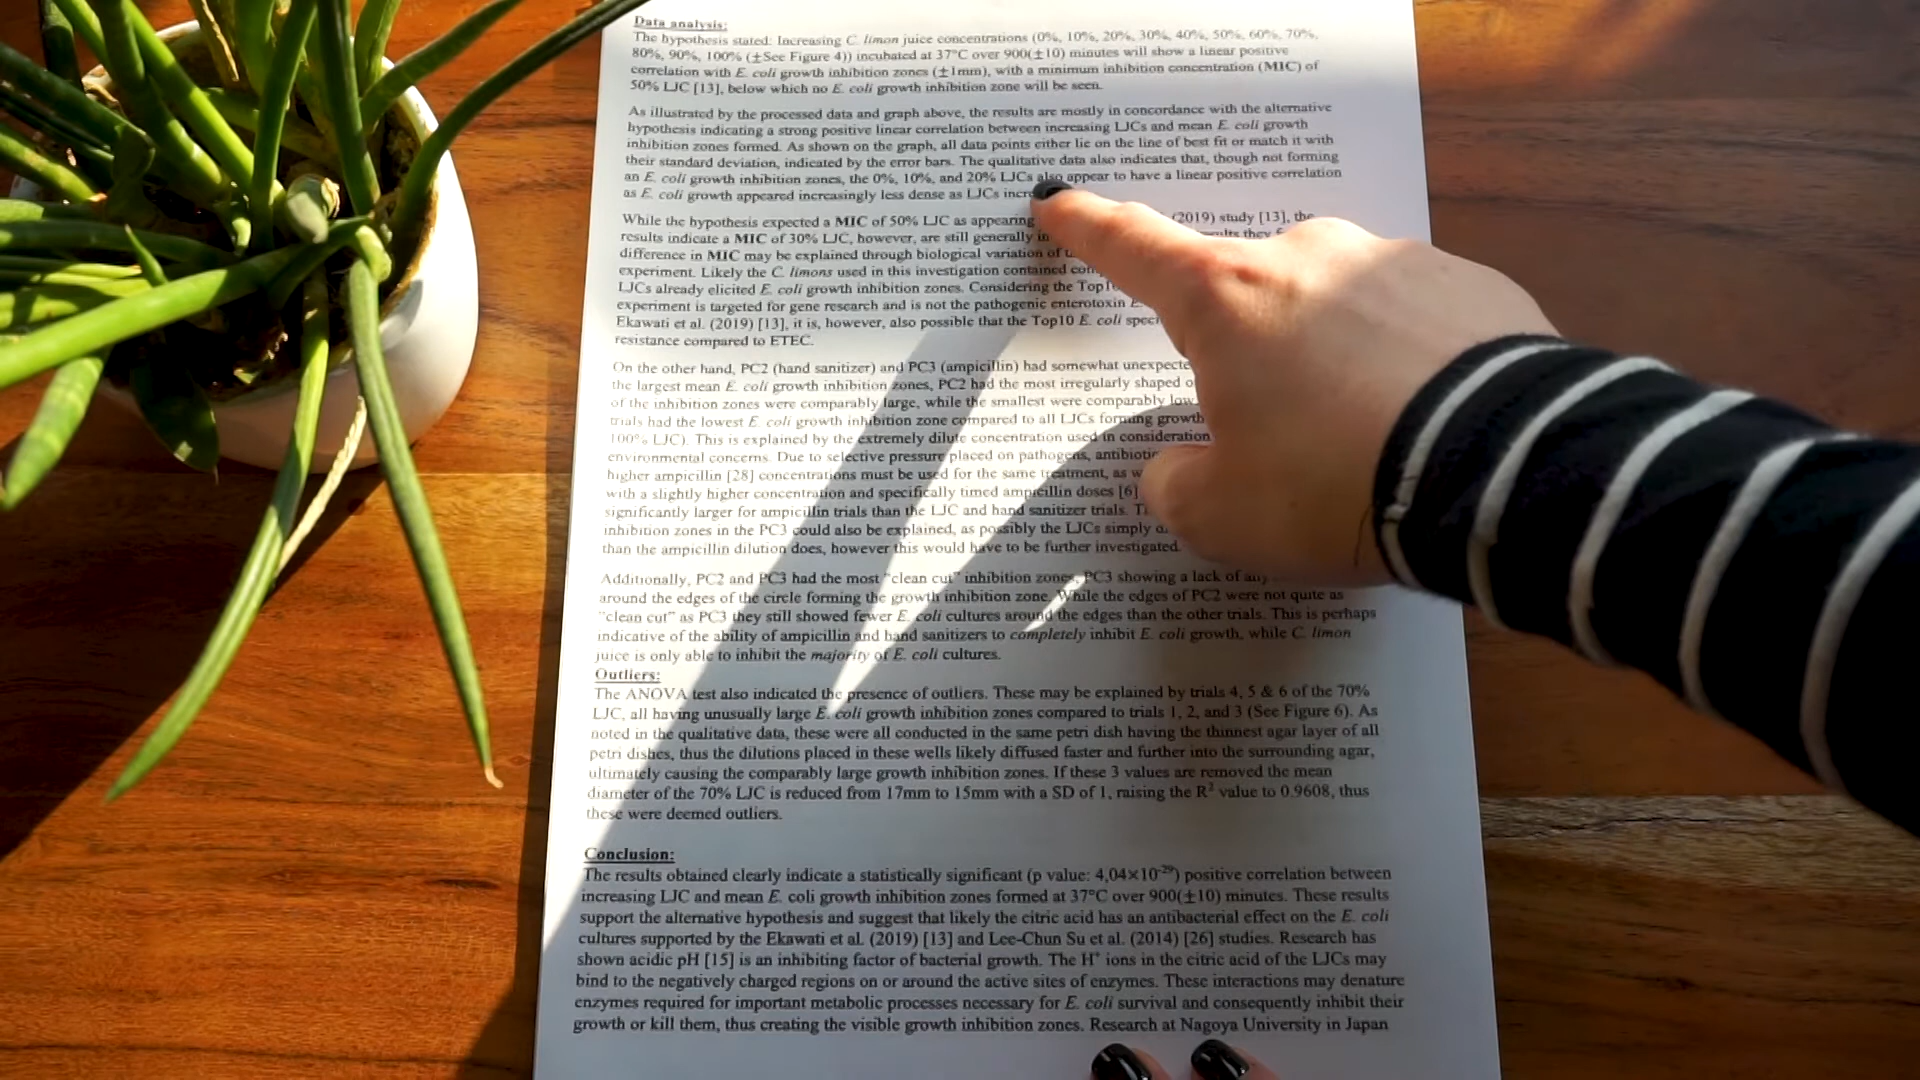 Data analysis:
The hypothesis stated: Increasing C. limon juice concentrations (0%, 10%, 20%, 30%, 40%, 50%, 60%, 70%,
80%, 90%, 100% (±See Figure 4)) incubated at 37°C over 900(±10) minutes will show a linear positive
correlation with E. coli growth inhibition zones (±1mm), with a minimum inhibition concentration (MIC) of
50% LJC [13], below which no E. coli growth inhibition zone will be seen.
As illustrated by the processed data and graph above, the results are mostly in concordance with the alternative
hypothesis indicating a strong positive linear correlation between increasing LJCs and mean E. coli growth
inhibition zones formed. As shown on the graph, all data points either lie on the line of best fit or match it with
their standard deviation, indicated by the error bars. The qualitative data also indicates that, though not forming
an E. coli growth inhibition zones, the 0%, 10%, and 20% LJCs also appear to have a linear positive correlation
as E. coli growth appeared increasingly less dense as LJCs
While the hypothesis expected a MIC of 50% LJC as appearing (2019) study [13], the
results indicate a MIC of 30% LJC, however, are still generally in they
difference in MIC may be explained through biological variation of
experiment. Likely the C. limons used in this investigation contained
LJCs already elicited E. coli growth inhibition zones. Considering the
experiment is targeted for gene research and is not the pathogenic enterotoxin
Ekawati et al. (2019) [13], it is, however, also possible that the Top10 E. coli
resistance compared to ETEC.
On the other hand, PC2 (hand sanitizer) and PC3 (ampicillin) had somewhat
the largest mean E. coli growth inhibition zones, PC2 had the most irregularly shaped
of the inhibition zones were comparably large, while the smallest were comparably low
trials had the lowest E. coli growth inhibition zone compared to all LJCs forming growth
100% LJC). This is explained by the extremely dilute concentration used in consideration
environmental concerns. Due to selective pressure placed on pathogens,
higher ampicillin [28] concentrations must be used for the same treatment, as
with a slightly higher concentration and specifically timed ampicillin doses [6]
significantly larger for ampicillin trials than the LJC and hand sanitizer trials.
inhibition zones in the PC3 could also be explained, as possibly the LJCs simply
than the ampicillin dilution does, however this would have to be further investigated.
Additionally, PC2 and PC3 had the most "clean cut" inhibition zones, PC3 showing a lack of
around the edges of the circle forming the growth inhibition zone. While the edges of PC2 were not quite as
"clean cut" as PC3 they still showed fewer E. coli cultures around the edges than the other trials. This is perhaps
indicative of the ability of ampicillin and hand sanitizers to completely inhibit E. coli growth, while C. limon
juice is only able to inhibit the majority of E. coli cultures.
Outliers:
The ANOVA test also indicated the presence of outliers. These may be explained by trials 4, 5 & 6 of the 70%
LJC, all having unusually large E. coli growth inhibition zones compared to trials 1, 2, and 3 (See Figure 6). As
noted in the qualitative data, these were all conducted in the same petri dish having the thinnest agar layer of all
petri dishes, thus the dilutions placed in these wells likely diffused faster and further into the surrounding agar,
ultimately causing the comparably large growth inhibition zones. If these 3 values are removed the mean
diameter of the 70% LJC is reduced from 17mm to 15mm with a SD of 1, raising the R² value to 0.9608, thus
these were deemed outliers.
Conclusion:
The results obtained clearly indicate a statistically significant (p value: 4,04×10⁻²⁹) positive correlation between
increasing LJC and mean E. coli growth inhibition zones formed at 37°C over 900(±10) minutes. These results
support the alternative hypothesis and suggest that likely the citric acid has an antibacterial effect on the E. coli
cultures supported by the Ekawati et al. (2019) [13] and Lee-Chun Su et al. (2014) [26] studies. Research has
shown acidic pH [15] is an inhibiting factor of bacterial growth. The H⁺ ions in the citric acid of the LJCs may
bind to the negatively charged regions on or around the active sites of enzymes. These interactions may denature
enzymes required for important metabolic processes necessary for E. coli survival and consequently inhibit their
growth or kill them, thus creating the visible growth inhibition zones. Research at Nagoya University in Japan